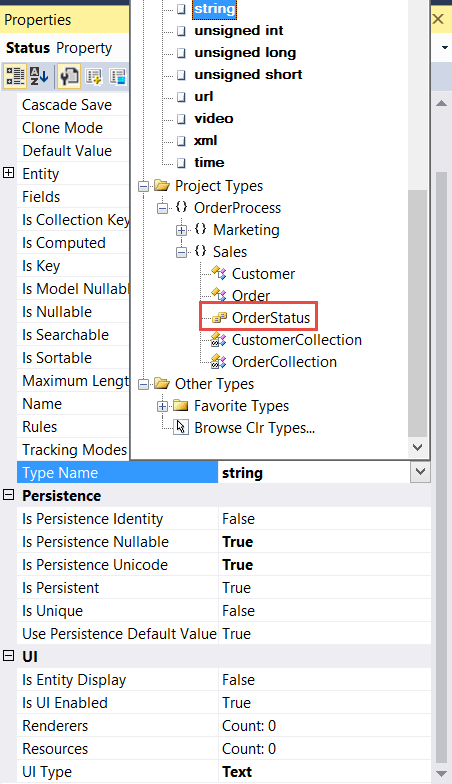 Properties
Status Property
string
unsigned int
unsigned long
unsigned short
url
video
xml
time
Project Types
OrderProcess
Marketing
Sales
Customer
Order
OrderStatus
CustomerCollection
OrderCollection
Other Types
Favorite Types
Browse Clr Types...
Cascade Save
Clone Mode
Default Value
Entity
Fields
Is Collection Key
Is Computed
Is Key
Is Model Nullable
Is Nullable
Is Searchable
Is Sortable
Maximum Length
Name
Rules
Tracking Modes
Type Name string
Persistence
Is Persistence Identity False
Is Persistence Nullable True
Is Persistence Unicode True
Is Persistent True
Is Unique False
Use Persistence Default Value True
UI
Is Entity Display False
Is UI Enabled True
Renderers Count: 0
Resources Count: 0
UI Type Text